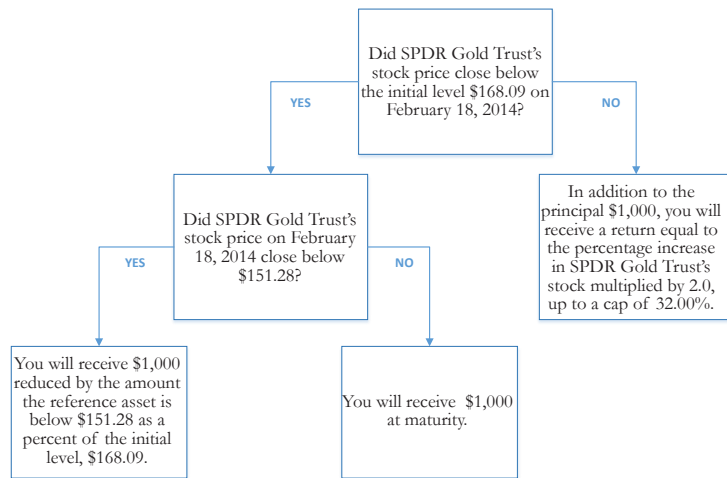 Did SPDR Gold Trust's
stock price close below
the initial level $168.09 on
February 18, 2014?
YES
NO
Did SPDR Gold Trust's
stock price on February
18, 2014 close below
$151.28?
In addition to the
principal $1,000, you will
receive a return equal to
the percentage increase
in SPDR Gold Trust's
stock multiplied by 2.0,
up to a cap of 32.00%.
YES
NO
You will receive $1,000
reduced by the amount
the reference asset is
below $151.28 as a
percent of the initial
level, $168.09.
You will receive $1,000
at maturity.